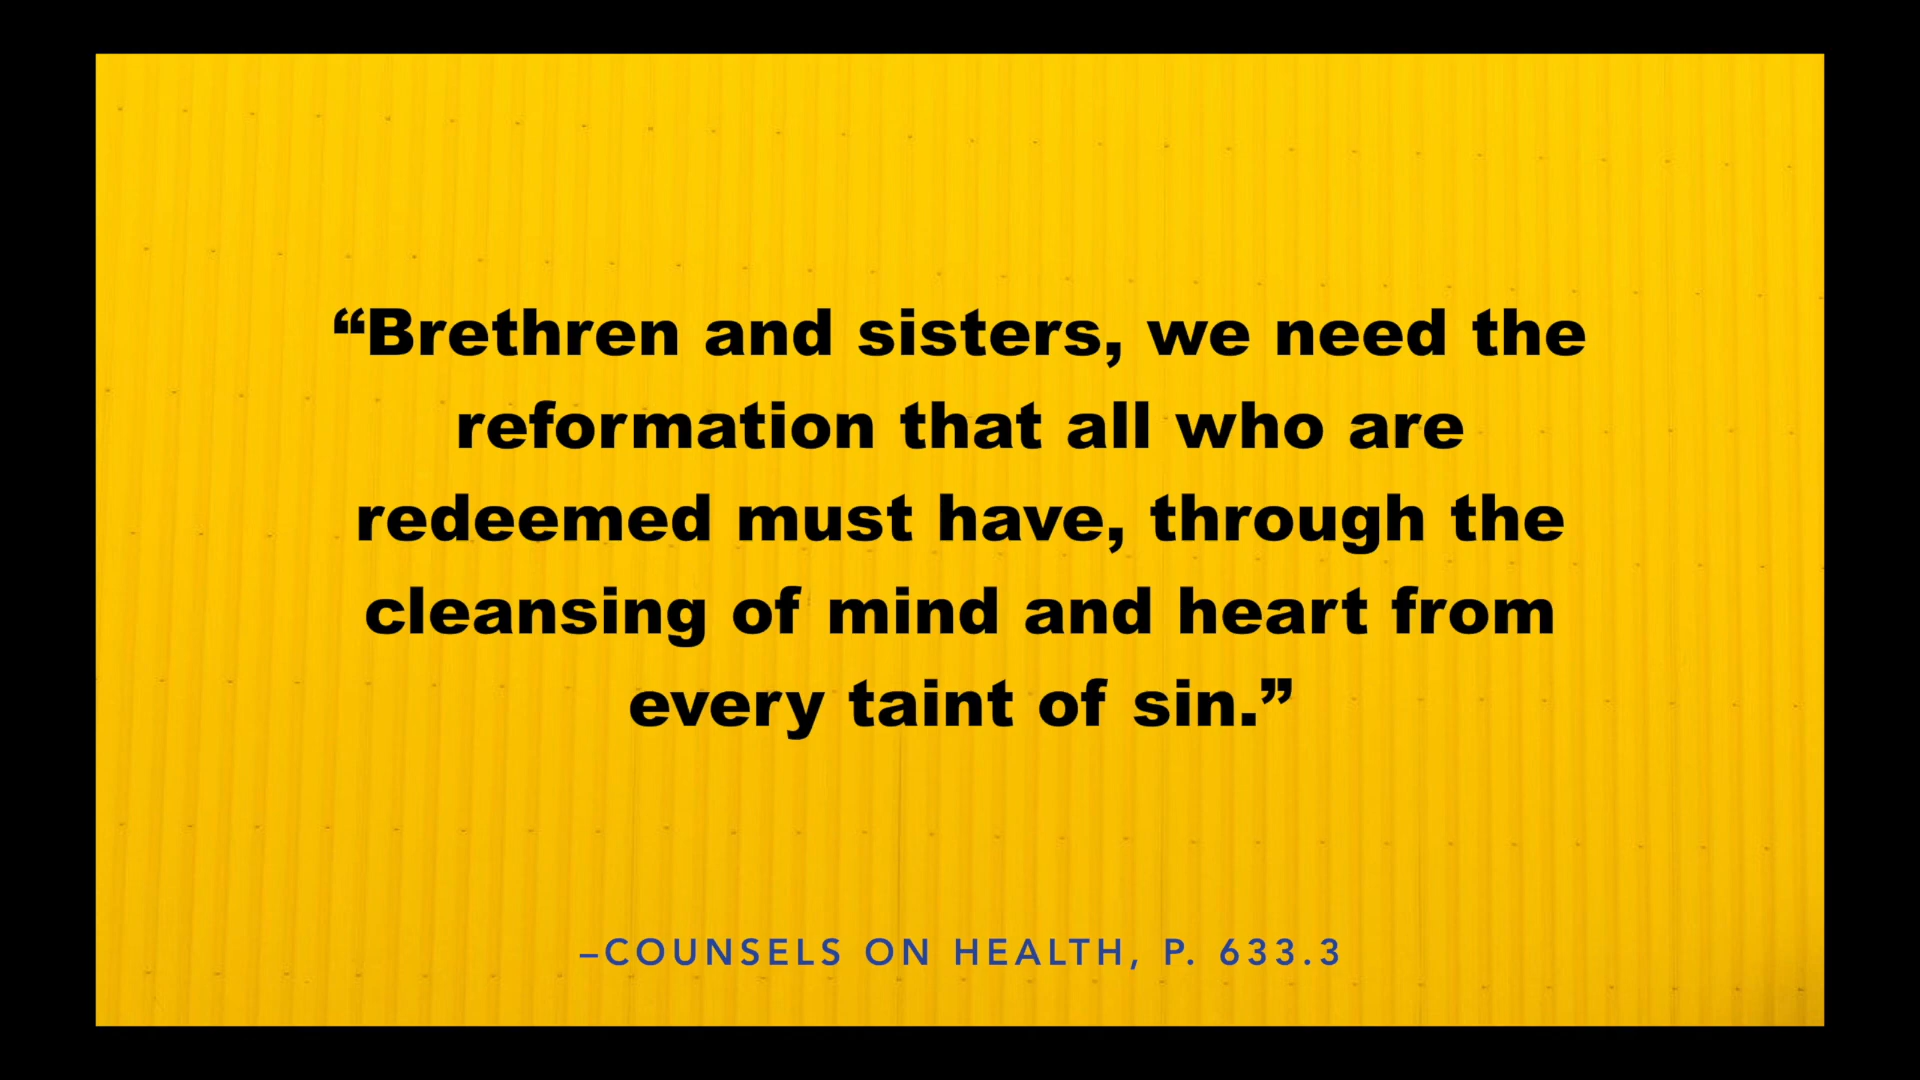 “Brethren and sisters, we need the
reformation that all who are
redeemed must have, through the
cleansing of mind and heart from
every taint of sin.”
–COUNSELS ON HEALTH, P. 633.3